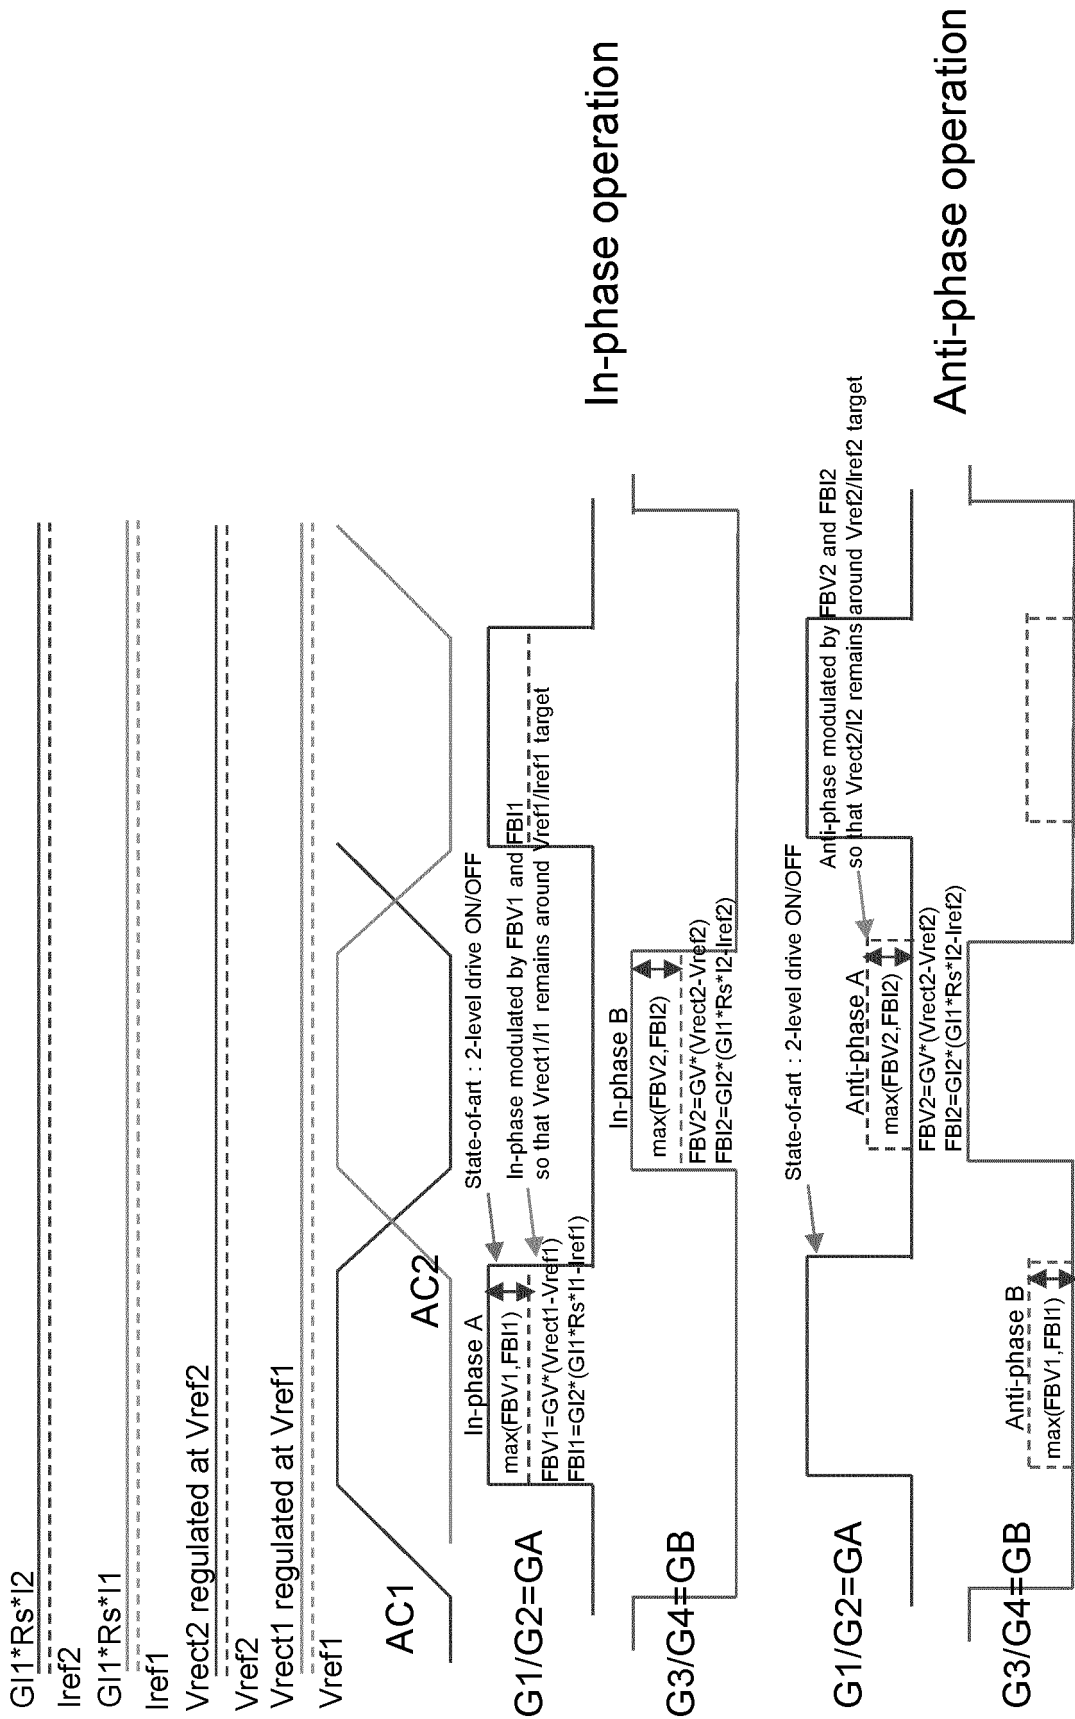 GI1*Rs*I2
Iref2
GI1*Rs*I1
Iref1
Vrect2 regulated at Vref2
Vref2
Vrect1 regulated at Vref1
Vref1
AC1
AC2
In-phase A
State-of-art : 2-level drive ON/OFF
max(FBV1,FBI1)
In-phase modulated by FBV1 and FBI1
so that Vrect1/I1 remains around Vref1/Iref1 target
G1/G2=GA
FBV1=GV*(Vrect1-Vref1)
FBI1=GI2*(GI1*Rs*I1-Iref1)
In-phase operation
In-phase B
max(FBV2,FBI2)
G3/G4=GB
FBV2=GV*(Vrect2-Vref2)
FBI2=GI2*(GI1*Rs*I2-Iref2)
State-of-art : 2-level drive ON/OFF
Anti-phase modulated by FBV2 and FBI2
so that Vrect2/I2 remains around Vref2/Iref2 target
G1/G2=GA
Anti-phase A
max(FBV2,FBI2)
FBV2=GV*(Vrect2-Vref2)
FBI2=GI2*(GI1*Rs*I2-Iref2)
Anti-phase operation
G3/G4=GB
Anti-phase B
max(FBV1,FBI1)